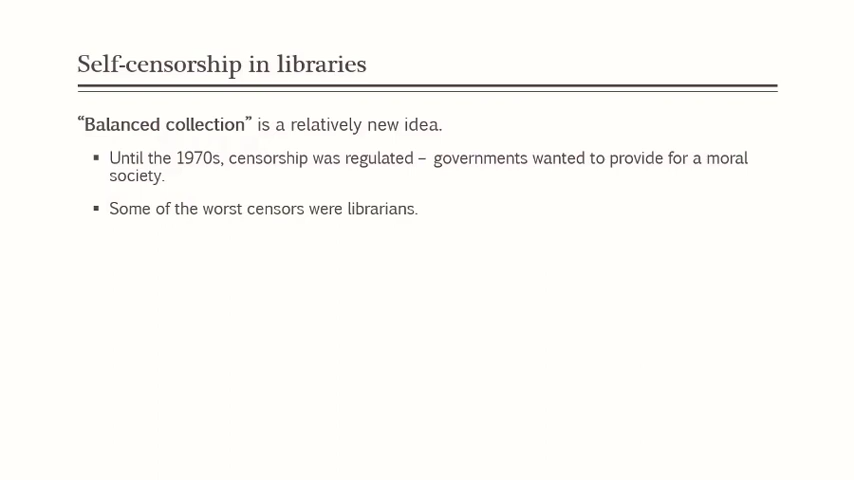 Self-censorship in libraries
“Balanced collection” is a relatively new idea.
▪ Until the 1970s, censorship was regulated – governments wanted to provide for a moral
society.
▪ Some of the worst censors were librarians.